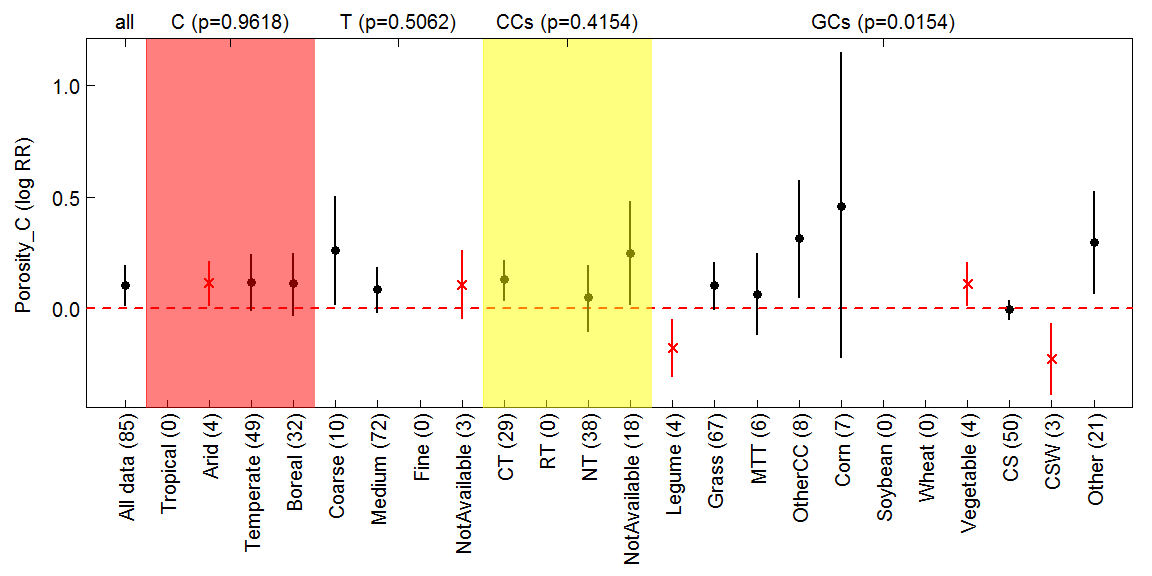 all C (p=0.9618) T (p=0.5062) CCs (p=0.4154) GCs (p=0.0154)
Porosity_C (log RR)
1.0
0.5
0.0
All data (85)
Tropical (0)
Arid (4)
Temperate (49)
Boreal (32)
Coarse (10)
Medium (72)
Fine (0)
NotAvailable (3)
CT (29)
RT (0)
NT (38)
NotAvailable (18)
Legume (4)
Grass (67)
MTT (6)
OtherCC (8)
Corn (7)
Soybean (0)
Wheat (0)
Vegetable (4)
CS (50)
CSW (3)
Other (21)